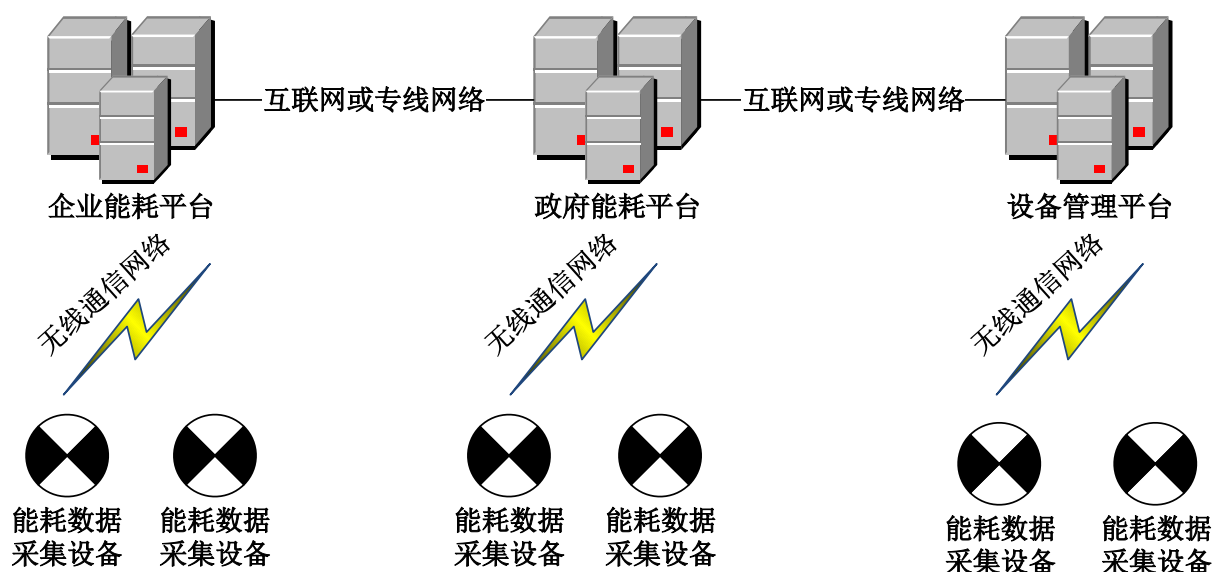 互联网或专线网络
互联网或专线网络
企业能耗平台
政府能耗平台
设备管理平台
无线通信网络
无线通信网络
无线通信网络
能耗数据
采集设备
能耗数据
采集设备
能耗数据
采集设备
能耗数据
采集设备
能耗数据
采集设备
能耗数据
采集设备